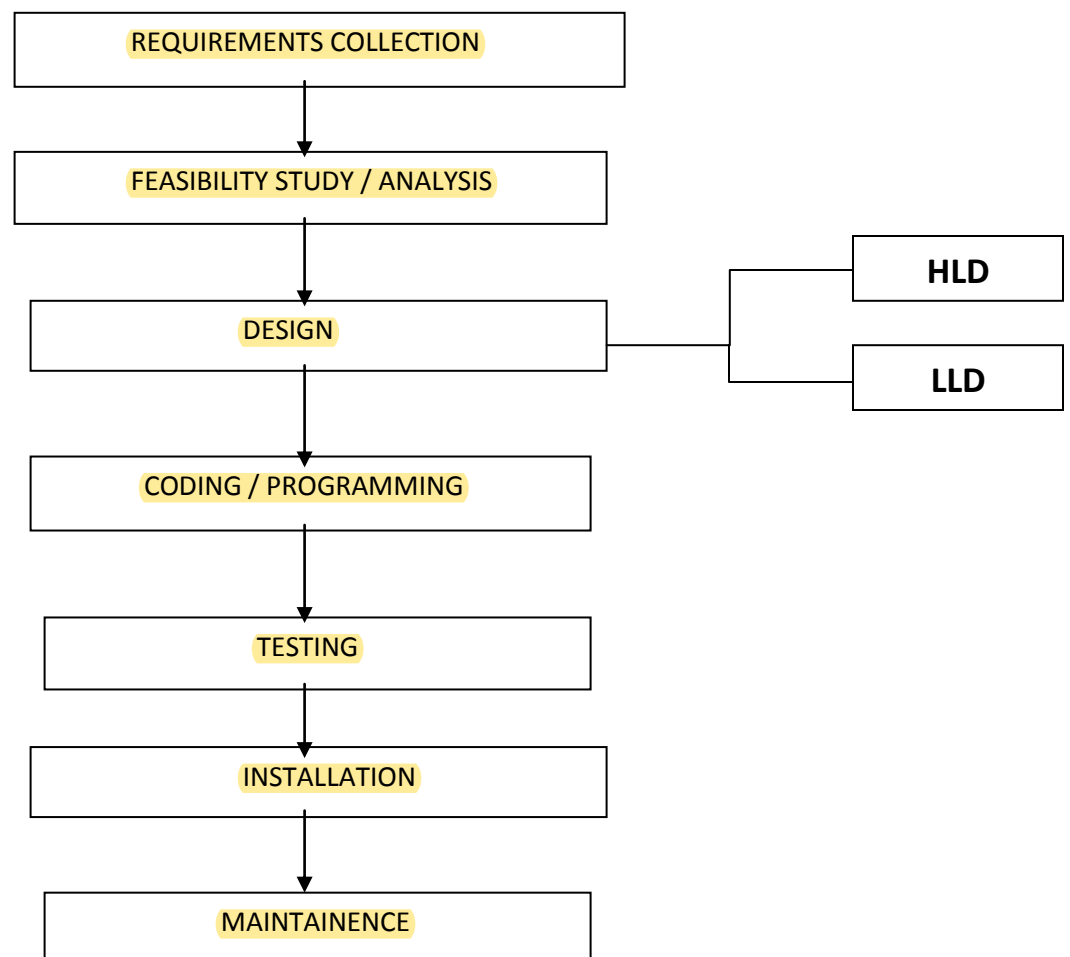 REQUIREMENTS COLLECTION
FEASIBILITY STUDY / ANALYSIS
HLD
DESIGN
LLD
CODING / PROGRAMMING
TESTING
INSTALLATION
MAINTAINENCE